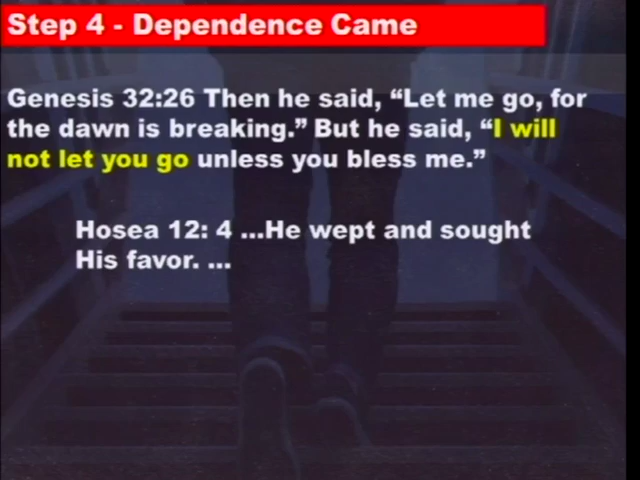 Step 4 - Dependence Came
Genesis 32:26 Then he said, “Let me go, for
the dawn is breaking.” But he said, “I will
not let you go unless you bless me.”
Hosea 12: 4 ...He wept and sought
His favor. ...